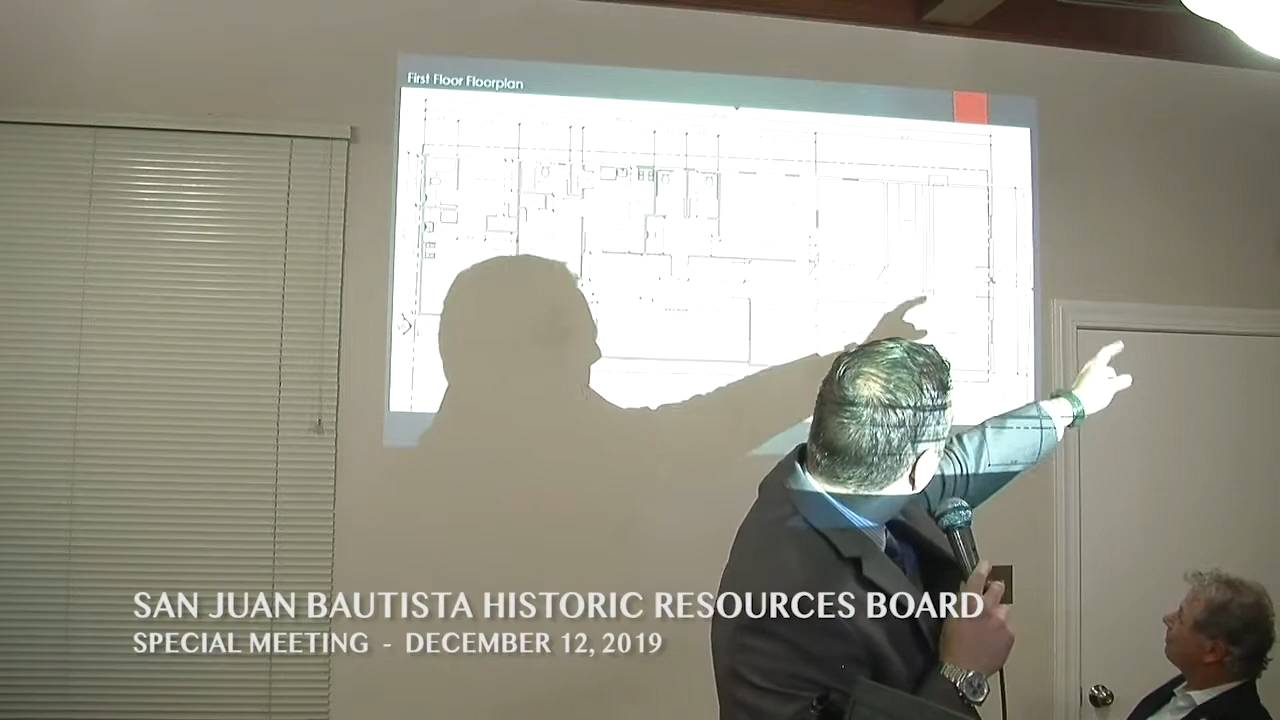 First Floor Floorplan
SAN JUAN BAUTISTA HISTORIC RESOURCES BOARD
SPECIAL MEETING - DECEMBER 12, 2019